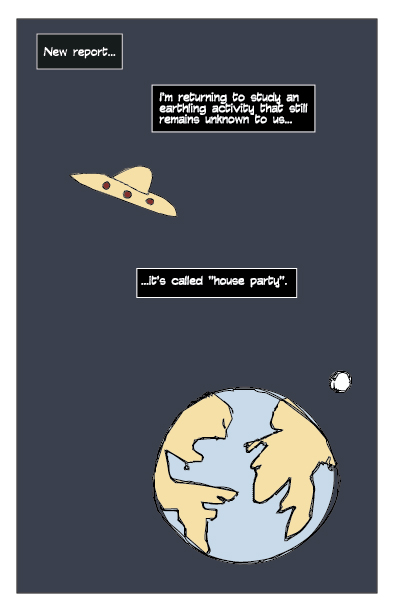 New report...
I'm returning to study an
earthling activity that still
remains unknown to us...
...it's called "house party".